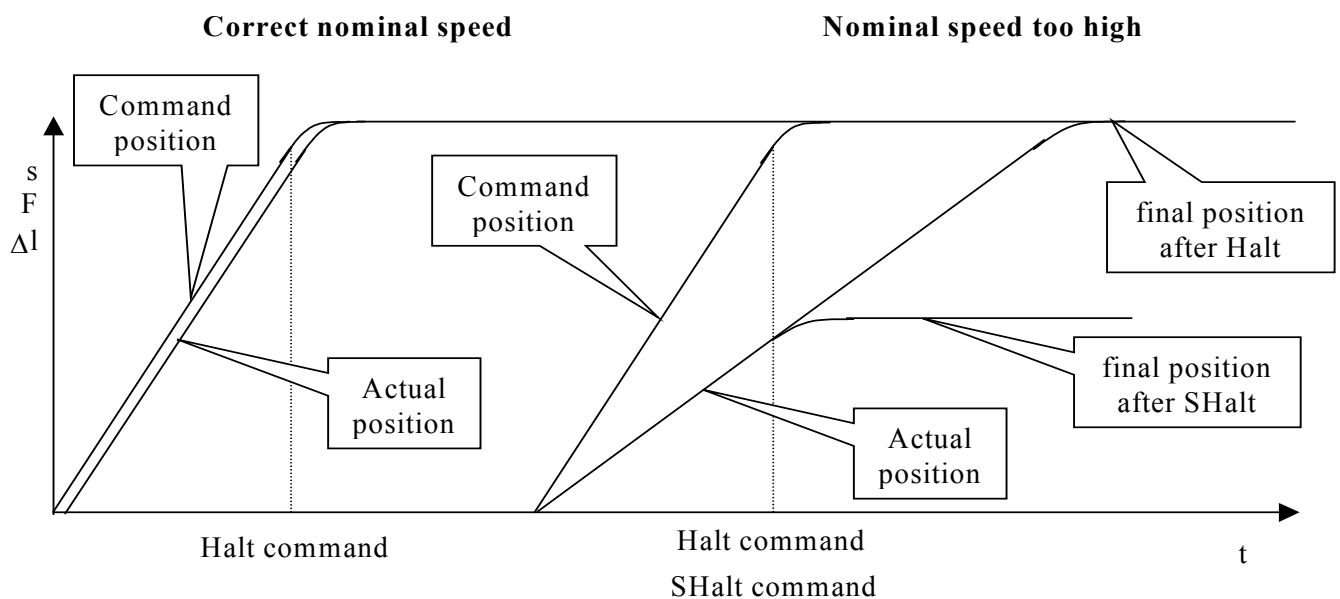 Correct nominal speed
Nominal speed too high
Command
position
s
F
Δl
Command
position
final position
after Halt
Actual
position
final position
after SHalt
Actual
position
Halt command
Halt command
SHalt command
t